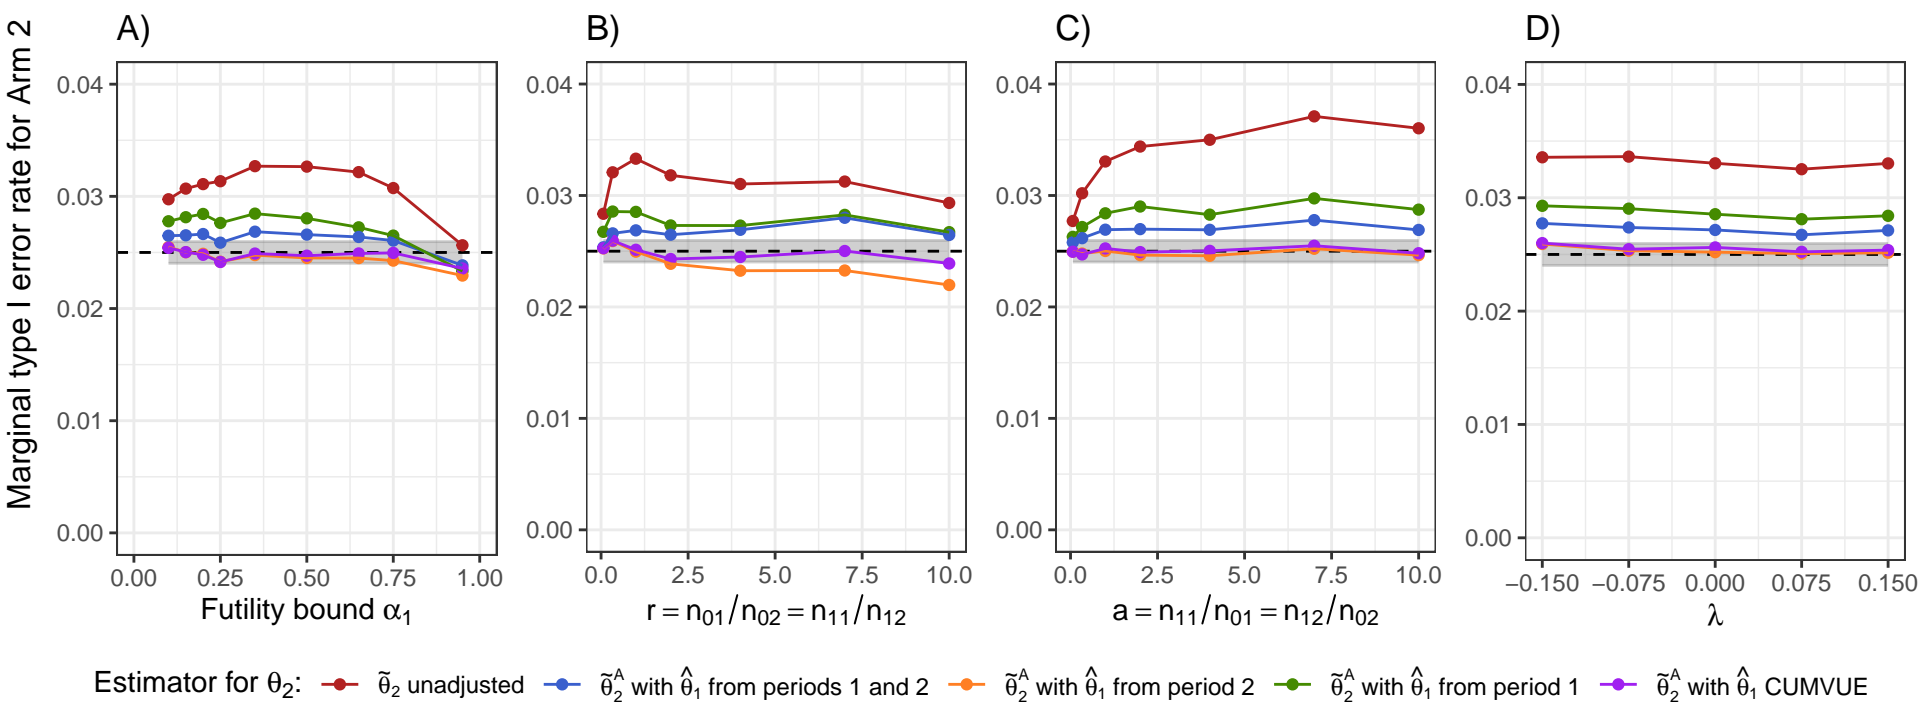 A) B) C) D)
Marginal type I error rate for Arm 2
0.04 0.04 0.04 0.04
0.03 0.03 0.03 0.03
0.02 0.02 0.02 0.02
0.01 0.01 0.01 0.01
0.00 0.00 0.00 0.00
0.00 0.25 0.50 0.75 1.00 0.0 2.5 5.0 7.5 10.0 0.0 2.5 5.0 7.5 10.0 −0.150 −0.075 0.000 0.075 0.150
Futility bound α₁ r = n₀₁/n₀₂ = n₁₁/n₁₂ a = n₁₁/n₀₁ = n₁₂/n₀₂ λ
Estimator for θ₂: θ̃₂ unadjusted θ̃₂ᴬ with θ̂₁ from periods 1 and 2 θ̃₂ᴬ with θ̂₁ from period 2 θ̃₂ᴬ with θ̂₁ from period 1 θ̃₂ᴬ with θ̂₁ CUMVUE